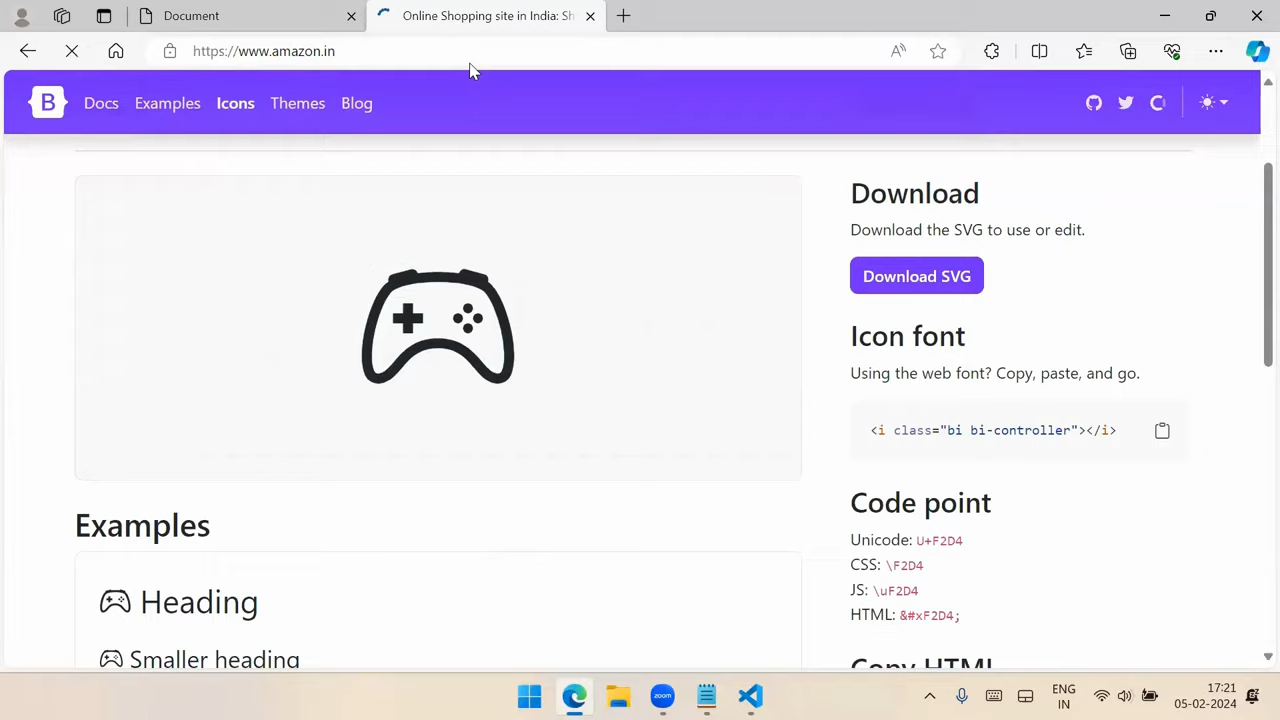 Document
Online Shopping site in India: Sh
https://www.amazon.in
B
Docs
Examples
Icons
Themes
Blog
Download
Download the SVG to use or edit.
Download SVG
Icon font
Using the web font? Copy, paste, and go.
<i class="bi bi-controller"></i>
Code point
Unicode: U+F2D4
CSS: \F2D4
JS: \uF2D4
HTML: &#xF2D4;
Copy HTML
Examples
Heading
Smaller heading
zoom
ENG
IN
17:21
05-02-2024